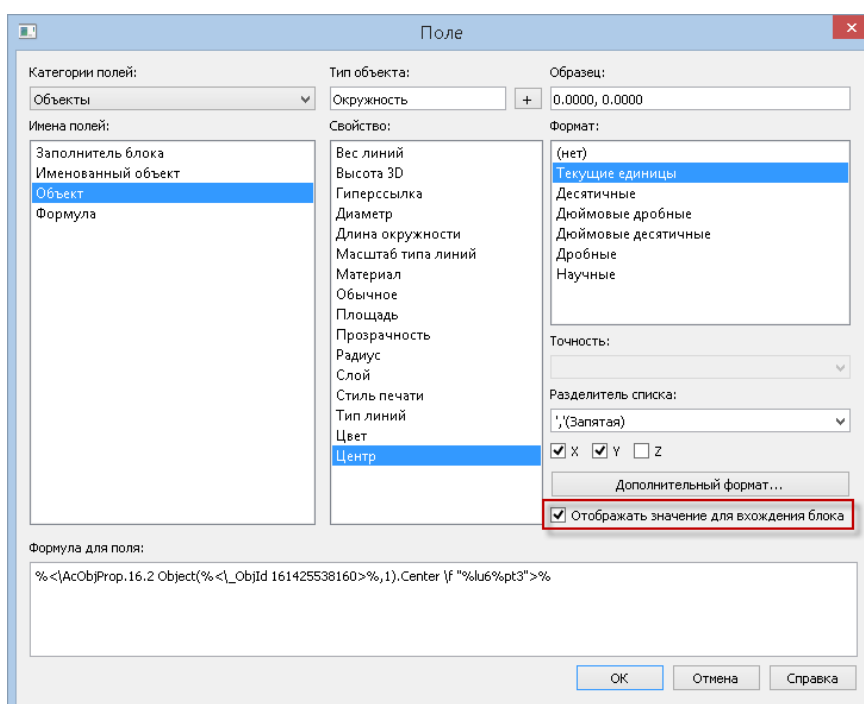 Поле
Категории полей:
Объекты
Имена полей:
Заполнитель блока
Именованный объект
Объект
Формула
Тип объекта:
Окружность
+
Свойство:
Вес линий
Высота 3D
Гиперссылка
Диаметр
Длина окружности
Масштаб типа линий
Материал
Обычное
Площадь
Прозрачность
Радиус
Слой
Стиль печати
Тип линий
Цвет
Центр
Образец:
0.0000, 0.0000
Формат:
(нет)
Текущие единицы
Десятичные
Дюймовые дробные
Дюймовые десятичные
Дробные
Научные
Точность:
Разделитель списка:
','(Запятая)
X Y Z
Дополнительный формат...
Отображать значение для вхождения блока
Формула для поля:
%<\AcObjProp.16.2 Object(%<\_ObjId 161425538160>%,1).Center \f "%lu6%pt3">%
ОК Отмена Справка